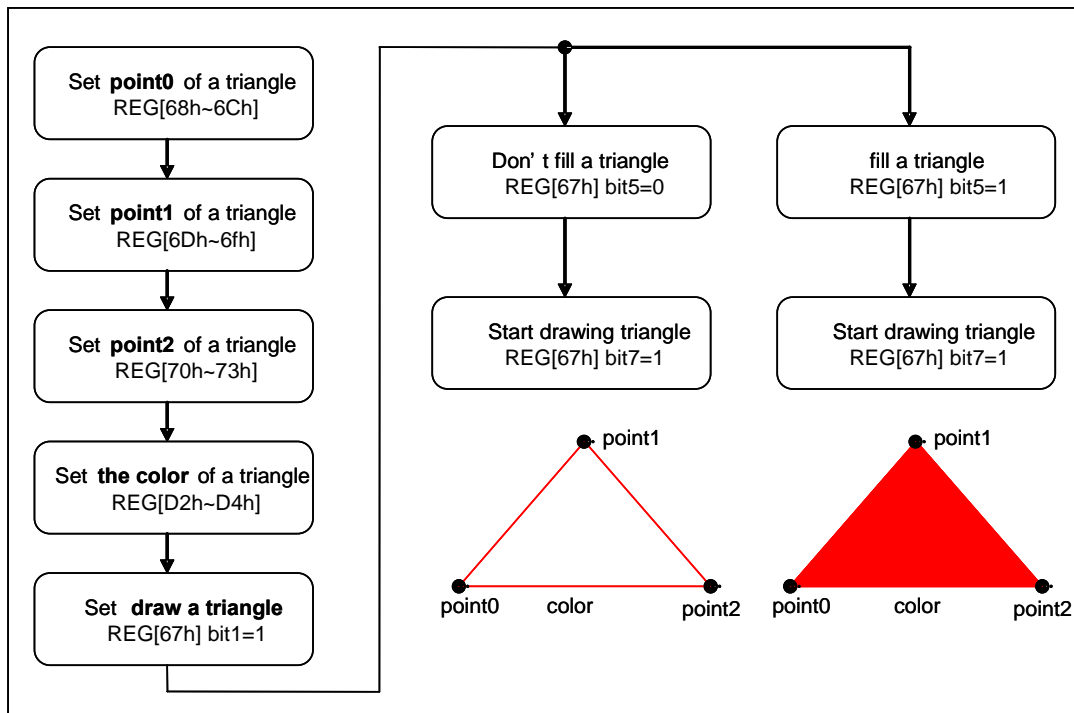 Set point0 of a triangle
REG[68h~6Ch]
Set point1 of a triangle
REG[6Dh~6fh]
Set point2 of a triangle
REG[70h~73h]
Set the color of a triangle
REG[D2h~D4h]
Set draw a triangle
REG[67h] bit1=1
Don' t fill a triangle
REG[67h] bit5=0
Start drawing triangle
REG[67h] bit7=1
point1
point0
color
point2
fill a triangle
REG[67h] bit5=1
Start drawing triangle
REG[67h] bit7=1
point1
point0
color
point2